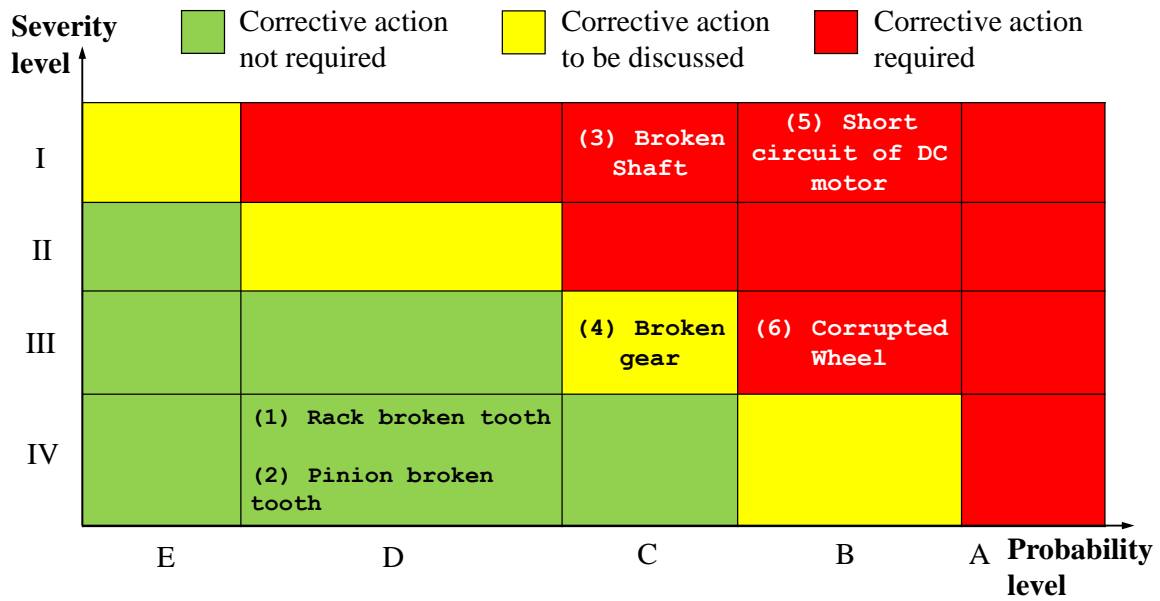 Severity
level
Corrective action
not required
Corrective action
to be discussed
Corrective action
required
I
(3) Broken
Shaft
(5) Short
circuit of DC
motor
II
III
(4) Broken
gear
(6) Corrupted
Wheel
IV
(1) Rack broken tooth
(2) Pinion broken
tooth
E
D
C
B
A
Probability
level